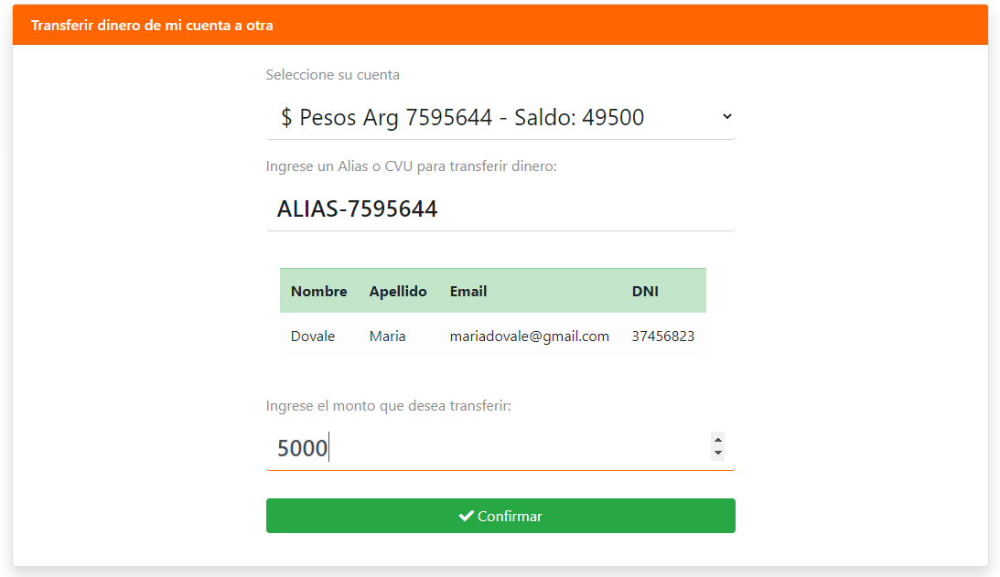 Transferir dinero de mi cuenta a otra
Seleccione su cuenta
$ Pesos Arg 7595644 - Saldo: 49500
Ingrese un Alias o CVU para transferir dinero:
ALIAS-7595644
Nombre Apellido Email DNI
Dovale Maria mariadovale@gmail.com 37456823
Ingrese el monto que desea transferir:
5000
Confirmar